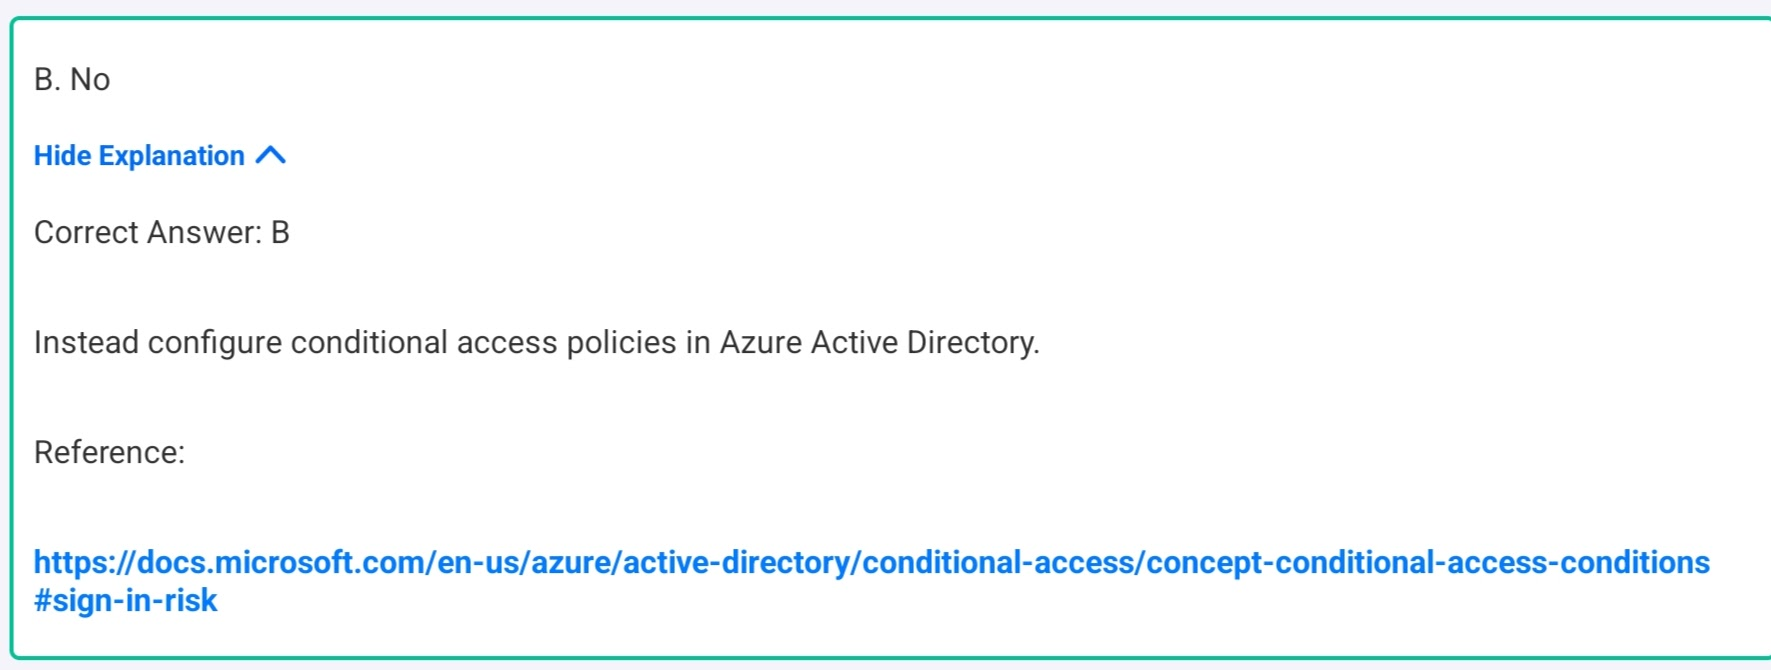 B. No
Hide Explanation
Correct Answer: B
Instead configure conditional access policies in Azure Active Directory.
Reference:
https://docs.microsoft.com/en-us/azure/active-directory/conditional-access/concept-conditional-access-conditions
#sign-in-risk